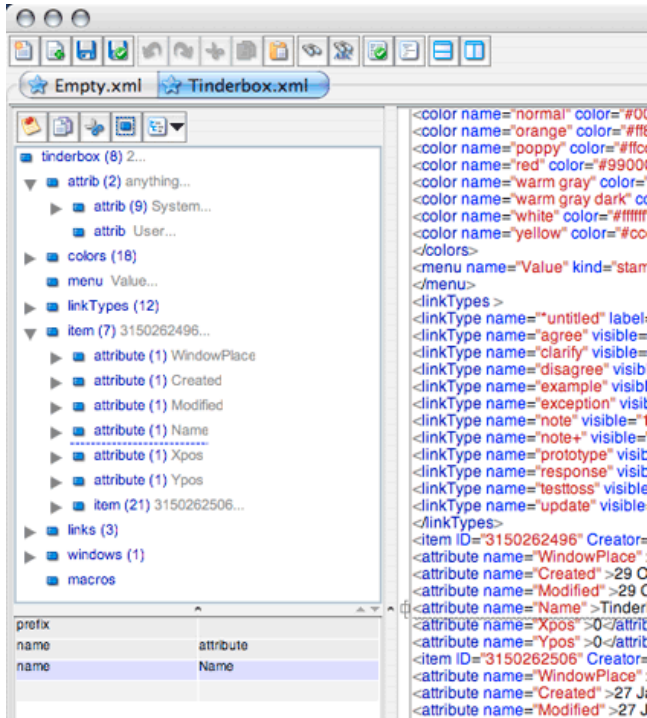 Empty.xml Tinderbox.xml
tinderbox (8) 2...
attrib (2) anything...
attrib (9) System...
attrib User...
colors (18)
menu Value...
linkTypes (12)
item (7) 3150262496...
attribute (1) WindowPlace
attribute (1) Created
attribute (1) Modified
attribute (1) Name
attribute (1) Xpos
attribute (1) Ypos
item (21) 3150262506...
links (3)
windows (1)
macros
prefix
name attribute
name Name
<color name="normal" color="#00
<color name="orange" color="#ff8
<color name="poppy" color="#ffcc
<color name="red" color="#99000
<color name="warm gray" color="
<color name="warm gray dark" co
<color name="white" color="#ffffff"
<color name="yellow" color="#ccc
</colors>
<menu name="Value" kind="stam
</menu>
<linkTypes >
<linkType name="*untitled" label=
<linkType name="agree" visible=
<linkType name="clarify" visible=
<linkType name="disagree" visib
<linkType name="example" visibl
<linkType name="exception" visib
<linkType name="note" visible="1
<linkType name="note+" visible="
<linkType name="prototype" visib
<linkType name="response" visib
<linkType name="testtoss" visible
<linkType name="update" visible=
</linkTypes>
<item ID="3150262496" Creator=
<attribute name="WindowPlace" >
<attribute name="Created" >29 O
<attribute name="Modified" >29 O
<attribute name="Name" >Tinder
<attribute name="Xpos" >0</attrib
<attribute name="Ypos" >0</attrib
<item ID="3150262506" Creator=
<attribute name="WindowPlace" >
<attribute name="Created" >27 Ja
<attribute name="Modified" >27 J